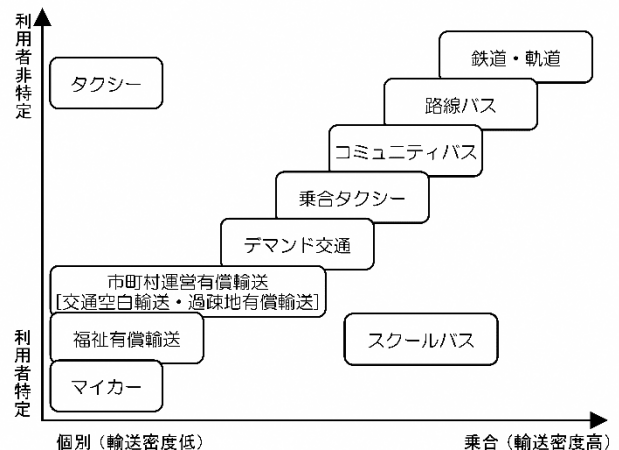 利用者非特定
鉄道・軌道
タクシー
路線バス
コミュニティバス
乗合タクシー
デマンド交通
市町村運営有償輸送
[交通空白輸送・過疎地有償輸送]
福祉有償輸送
スクールバス
利用者特定
マイカー
個別（輸送密度低）
乗合（輸送密度高）